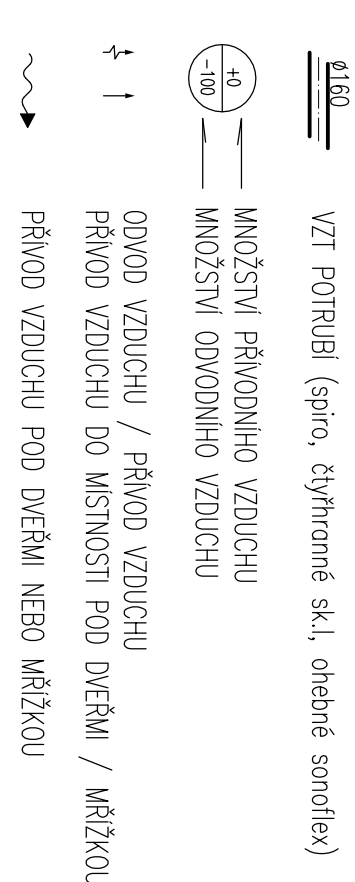 ø160
VZT POTRUBÍ (spiro, čtyřhranné sk.I, ohebné sonoflex)
+0
-100
MNOŽSTVÍ PŘÍVODNÍHO VZDUCHU
MNOŽSTVÍ ODVODNÍHO VZDUCHU
ODVOD VZDUCHU / PŘÍVOD VZDUCHU
PŘÍVOD VZDUCHU DO MÍSTNOSTI POD DVEŘMI / MŘÍŽKOU
PŘÍVOD VZDUCHU POD DVEŘMI NEBO MŘÍŽKOU